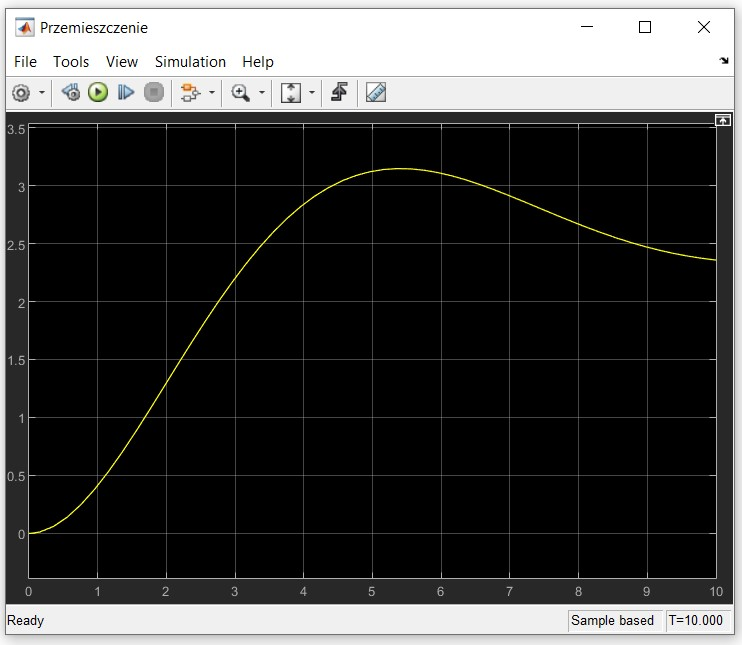 Przemieszczenie
File Tools View Simulation Help
3.5
3
2.5
2
1.5
1
0.5
0
0 1 2 3 4 5 6 7 8 9 10
Ready Sample based T=10.000